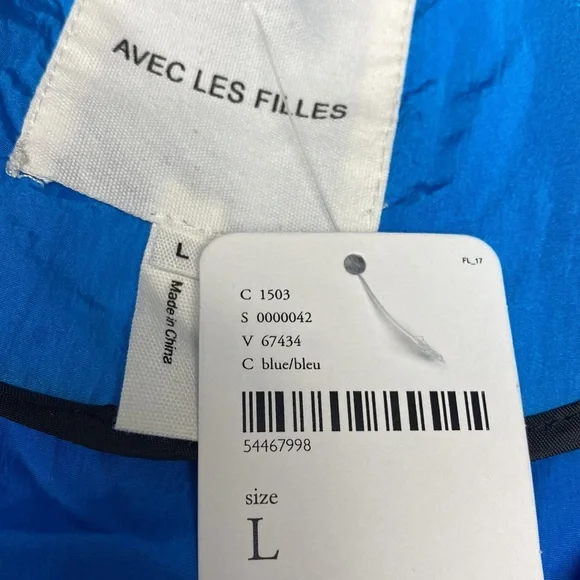 AVEC LES FILLES
L
Made in China
FL_17
C 1503
S 0000042
V 67434
C blue/bleu
54467998
size
L